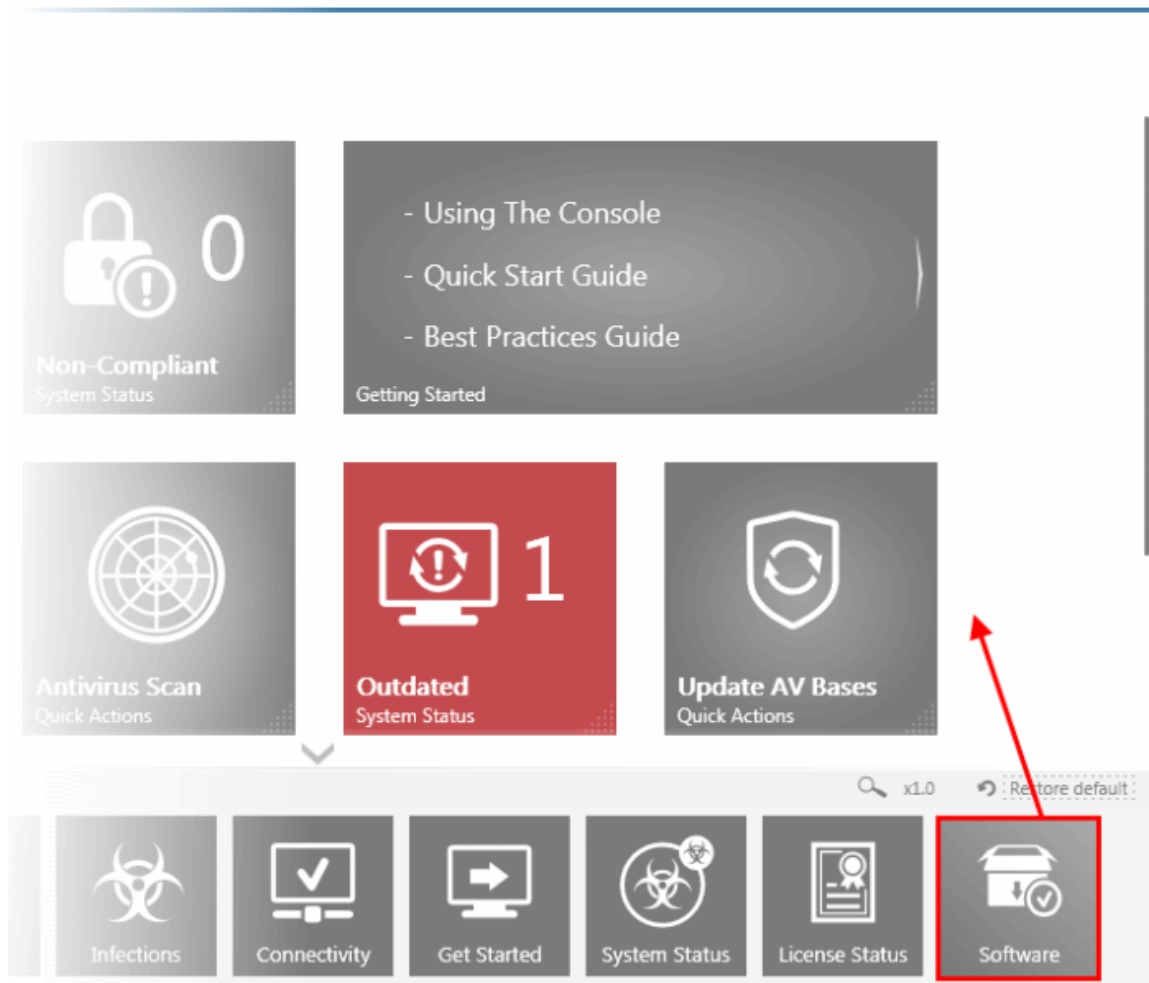 0
Non-Compliant
System Status
- Using The Console
- Quick Start Guide
- Best Practices Guide
Getting Started
Antivirus Scan
Quick Actions
1
Outdated
System Status
Update AV Bases
Quick Actions
x1.0
Restore default
Infections
Connectivity
Get Started
System Status
License Status
Software